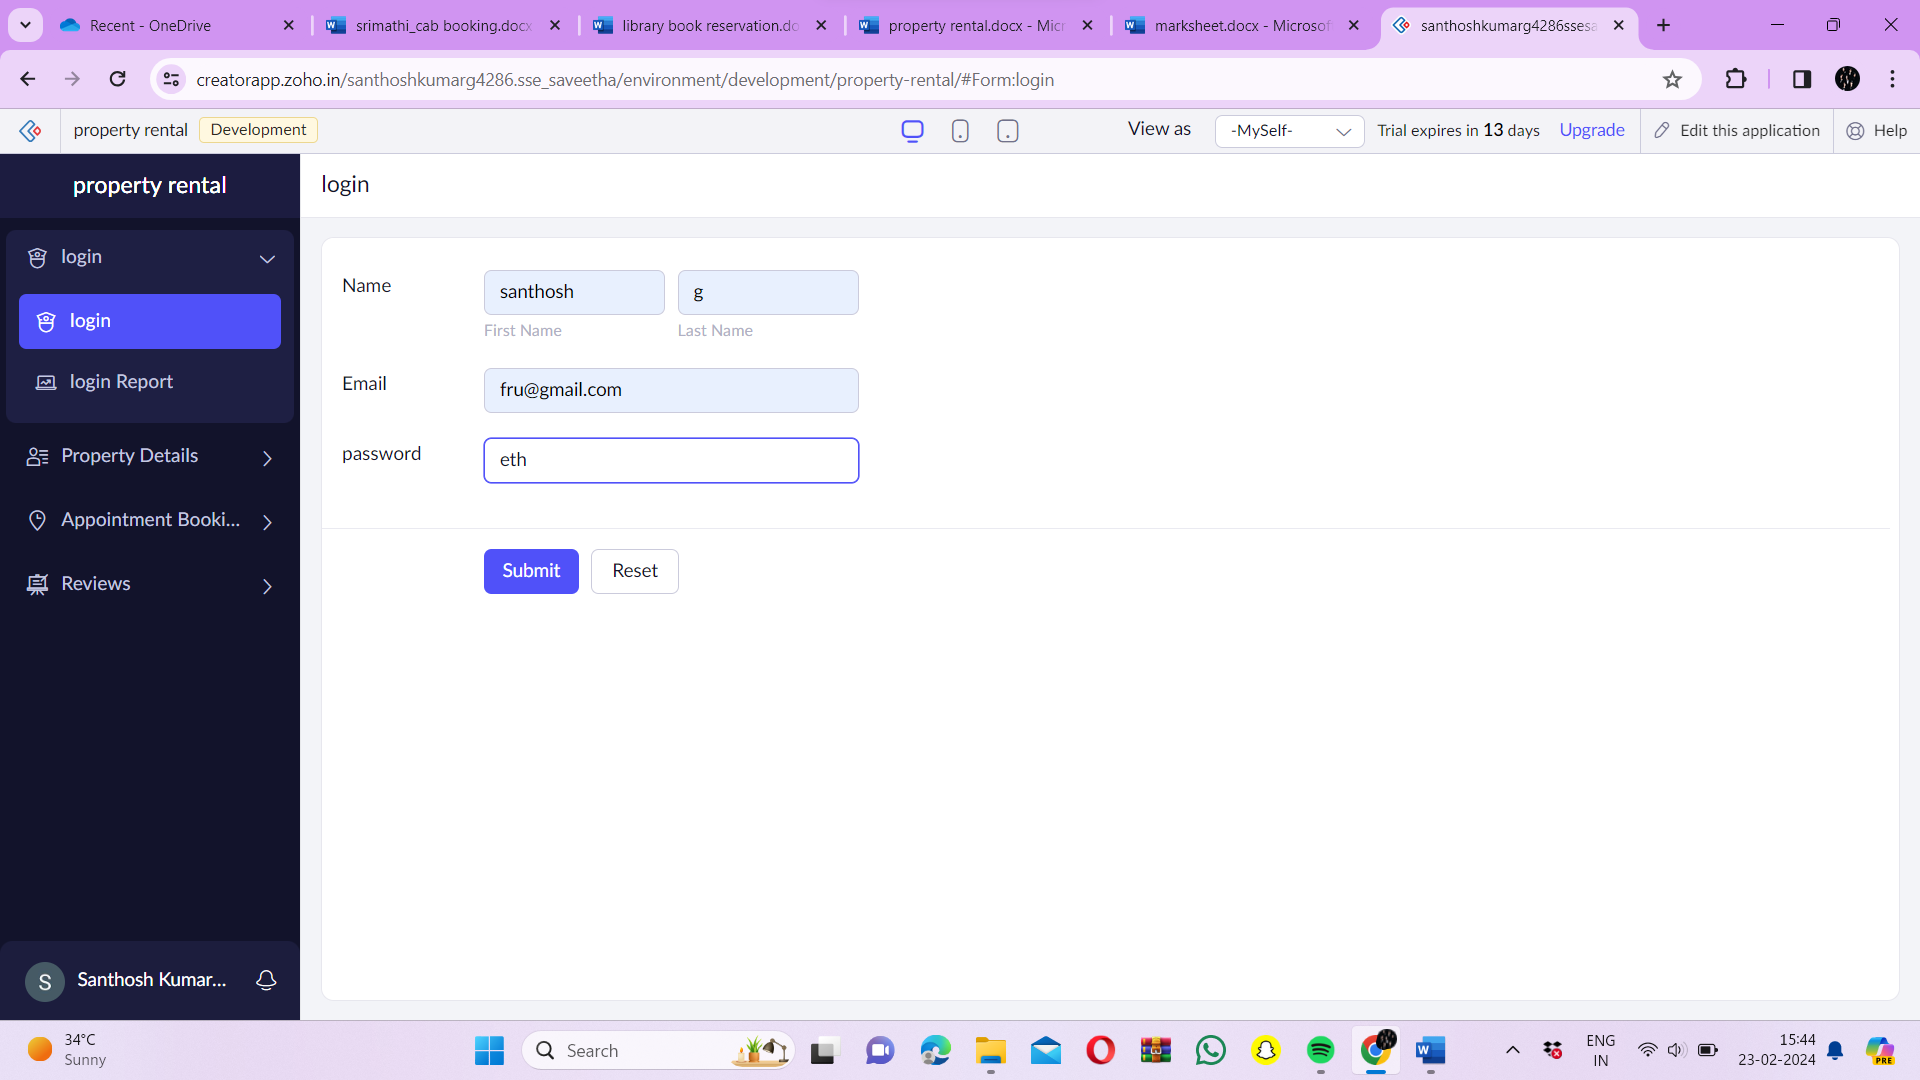 Recent - OneDrive
srimathi_cab booking.docx
library book reservation.do
property rental.docx - Micr
marksheet.docx - Microsof
santhoshkumarg4286ssesa
creatorapp.zoho.in/santhoshkumarg4286.sse_saveetha/environment/development/property-rental/#Form:login
property rental
Development
View as
-MySelf-
Trial expires in 13 days
Upgrade
Edit this application
Help
property rental
login
login
login Report
Property Details
Appointment Booki...
Reviews
Santhosh Kumar...
S
login
Name
santhosh
g
First Name
Last Name
Email
fru@gmail.com
password
eth
Submit
Reset
34°C
Sunny
Search
ENG
IN
15:44
23-02-2024
PRE